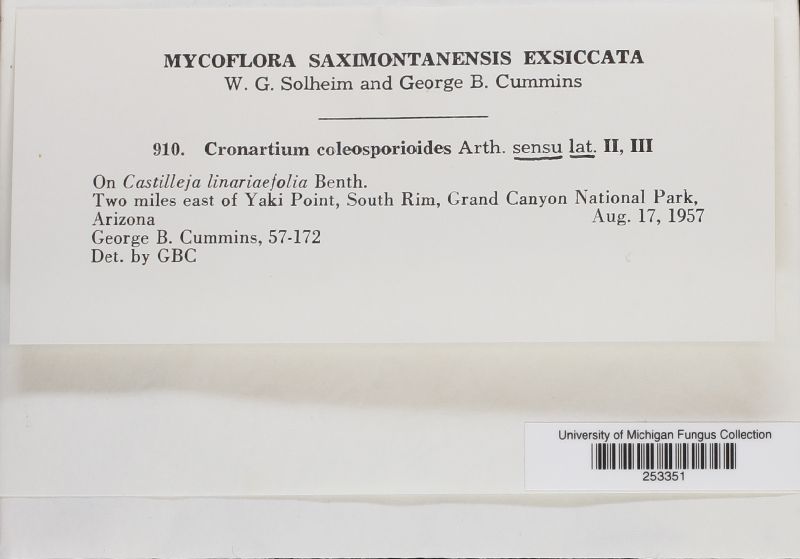 MYCOFLORA SAXIMONTANENSIS EXSICCATA
W. G. Solheim and George B. Cummins
910. Cronartium coleosporioides Arth. sensu lat. II, III
On Castilleja linariaefolia Benth.
Two miles east of Yaki Point, South Rim, Grand Canyon National Park,
Arizona Aug. 17, 1957
George B. Cummins, 57-172
Det. by GBC
University of Michigan Fungus Collection
253351